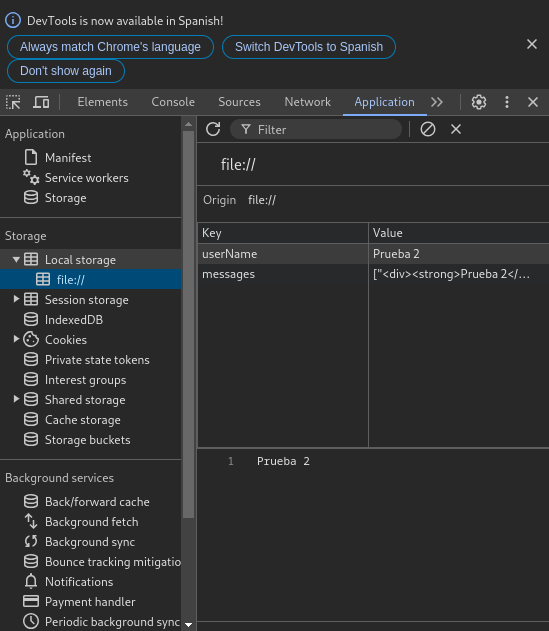 DevTools is now available in Spanish!
Always match Chrome's language
Switch DevTools to Spanish
Don't show again
Elements
Console
Sources
Network
Application
Application
Manifest
Service workers
Storage
Storage
Local storage
file://
Session storage
IndexedDB
Cookies
Private state tokens
Interest groups
Shared storage
Cache storage
Storage buckets
Background services
Back/forward cache
Background fetch
Background sync
Bounce tracking mitigatio
Notifications
Payment handler
Periodic background sync
Filter
file://
Origin file://
Key Value
userName Prueba 2
messages ["<div><strong>Prueba 2</...
1 Prueba 2